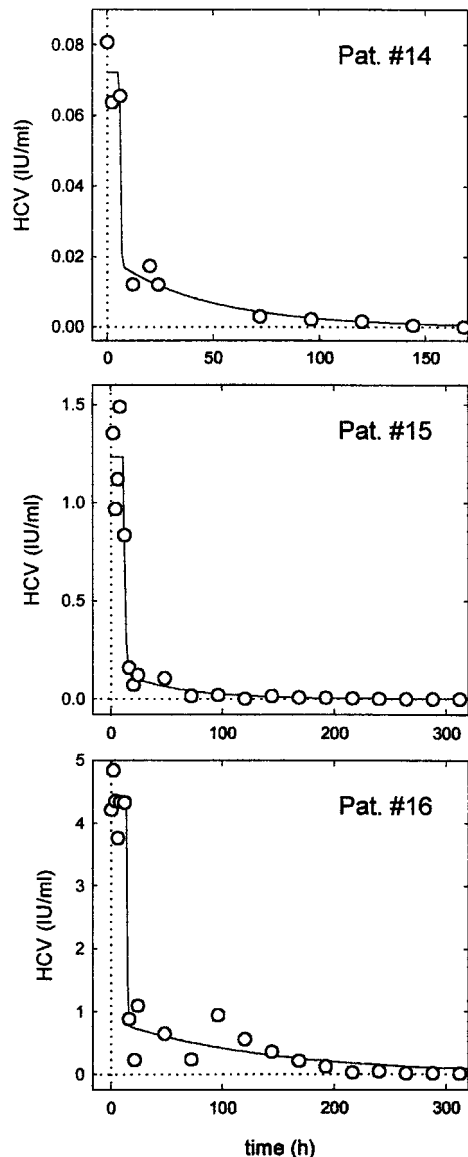 Pat. #14
HCV (IU/ml)
0.08
0.06
0.04
0.02
0.00
0 50 100 150
Pat. #15
HCV (IU/ml)
1.5
1.0
0.5
0.0
0 100 200 300
Pat. #16
HCV (IU/ml)
5
4
3
2
1
0
0 100 200 300
time (h)